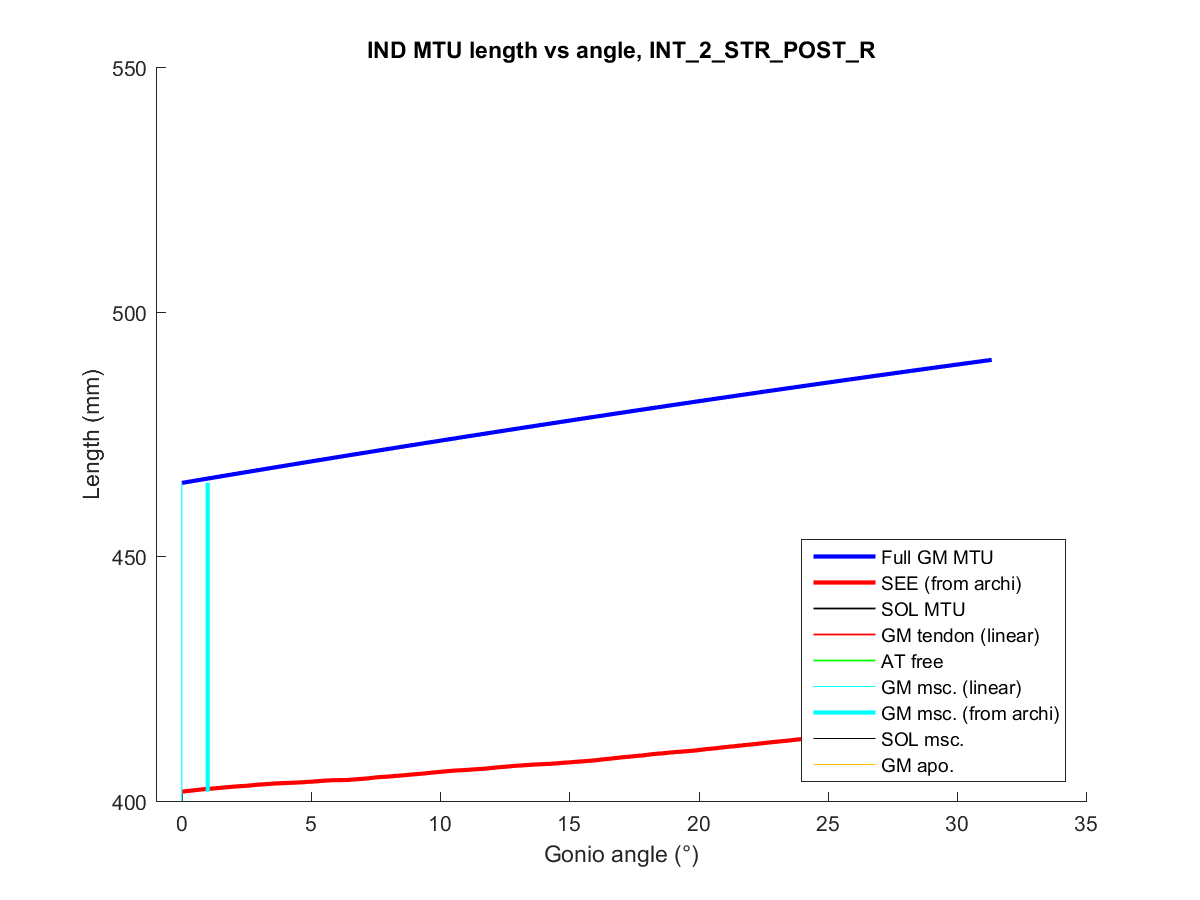 IND MTU length vs angle, INT_2_STR_POST_R
550
500
450
400
Length (mm)
Full GM MTU
SEE (from archi)
SOL MTU
GM tendon (linear)
AT free
GM msc. (linear)
GM msc. (from archi)
SOL msc.
GM apo.
0 5 10 15 20 25 30 35
Gonio angle (°)